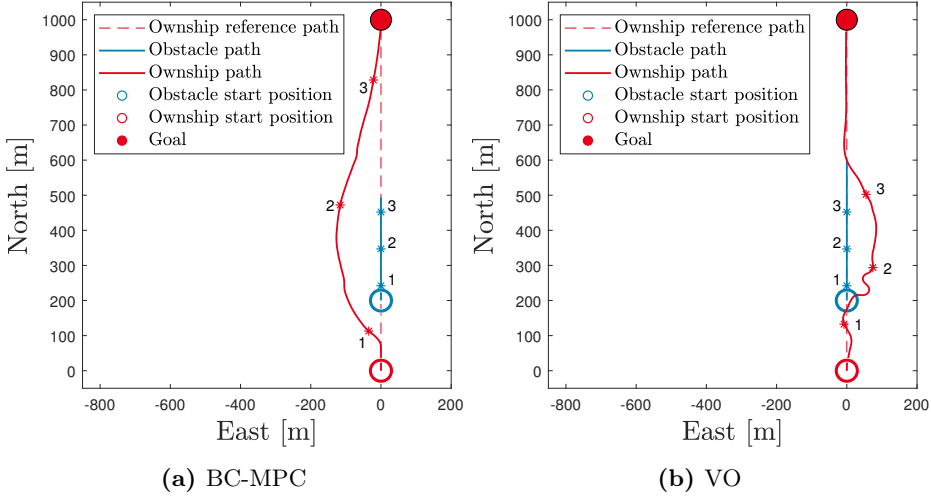 1000
900
800
700
600
500
400
300
200
100
0
North [m]
Ownship reference path
Obstacle path
Ownship path
Obstacle start position
Ownship start position
Goal
3
2
3
2
1
1
-800
-600
-400
-200
0
200
East [m]
(a) BC-MPC
1000
900
800
700
600
500
400
300
200
100
0
North [m]
Ownship reference path
Obstacle path
Ownship path
Obstacle start position
Ownship start position
Goal
3
3
2
2
1
1
-800
-600
-400
-200
0
200
East [m]
(b) VO